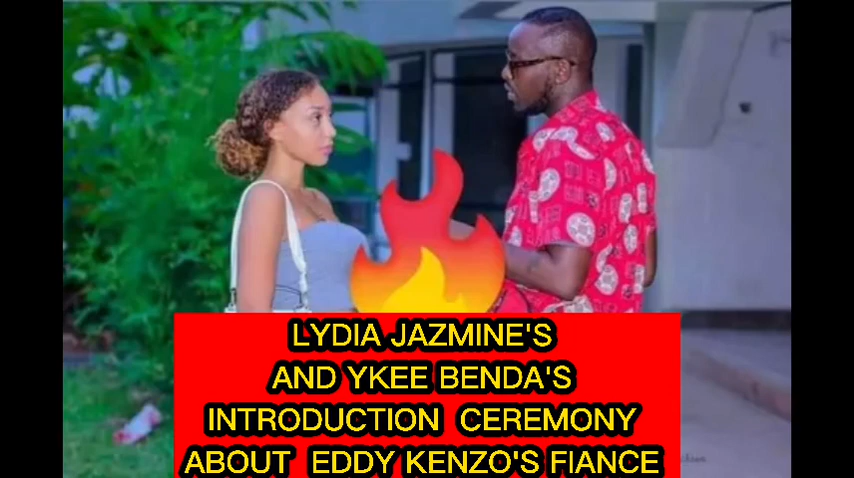 LYDIA JAZMINE'S
AND YKEE BENDA'S
INTRODUCTION CEREMONY
ABOUT EDDY KENZO'S FIANCE